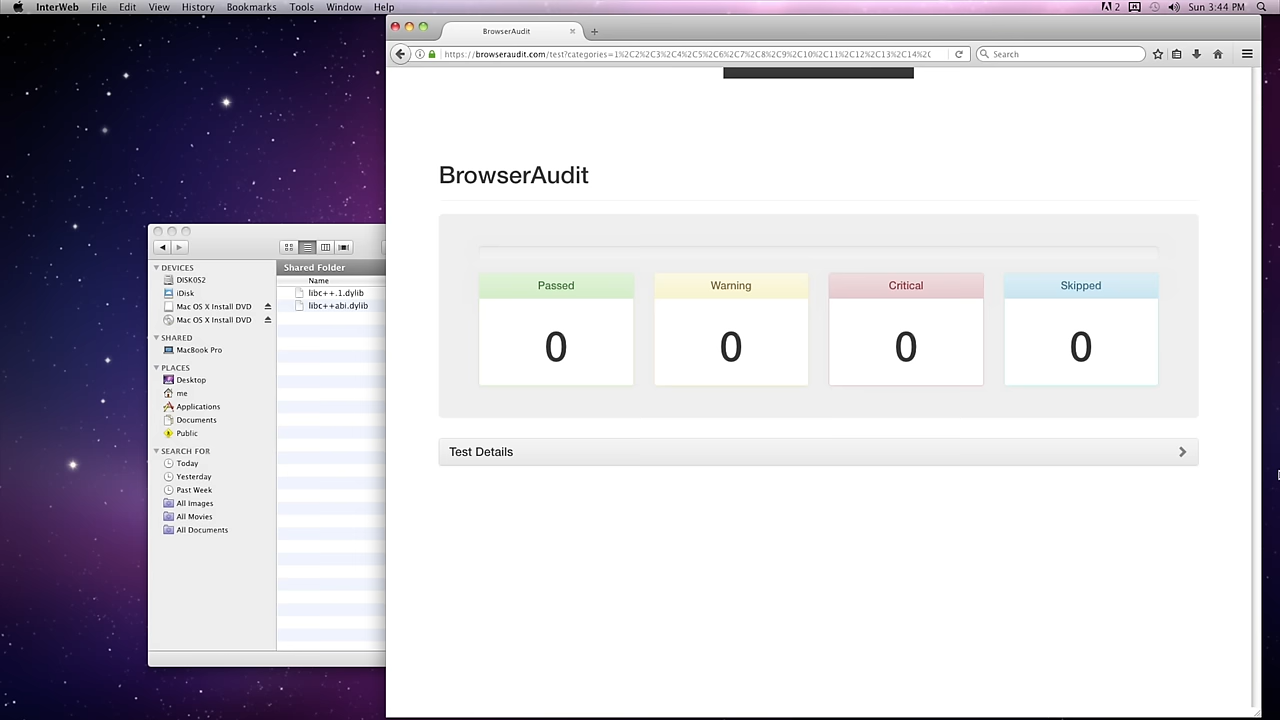 InterWeb File Edit View History Bookmarks Tools Window Help
2 Sun 3:44 PM
BrowserAudit
https://browseraudit.com/test?categories=1%2C2%2C3%2C4%2C5%2C6%2C7%2C8%2C9%2C10%2C11%2C12%2C13%2C14%2C
Search
BrowserAudit
Passed Warning Critical Skipped
0 0 0 0
Test Details
DEVICES
DISK0S2
iDisk
Mac OS X Install DVD
Mac OS X Install DVD
SHARED
MacBook Pro
PLACES
Desktop
me
Applications
Documents
Public
SEARCH FOR
Today
Yesterday
Past Week
All Images
All Movies
All Documents
Shared Folder
Name
libc++.1.dylib
libc++abi.dylib